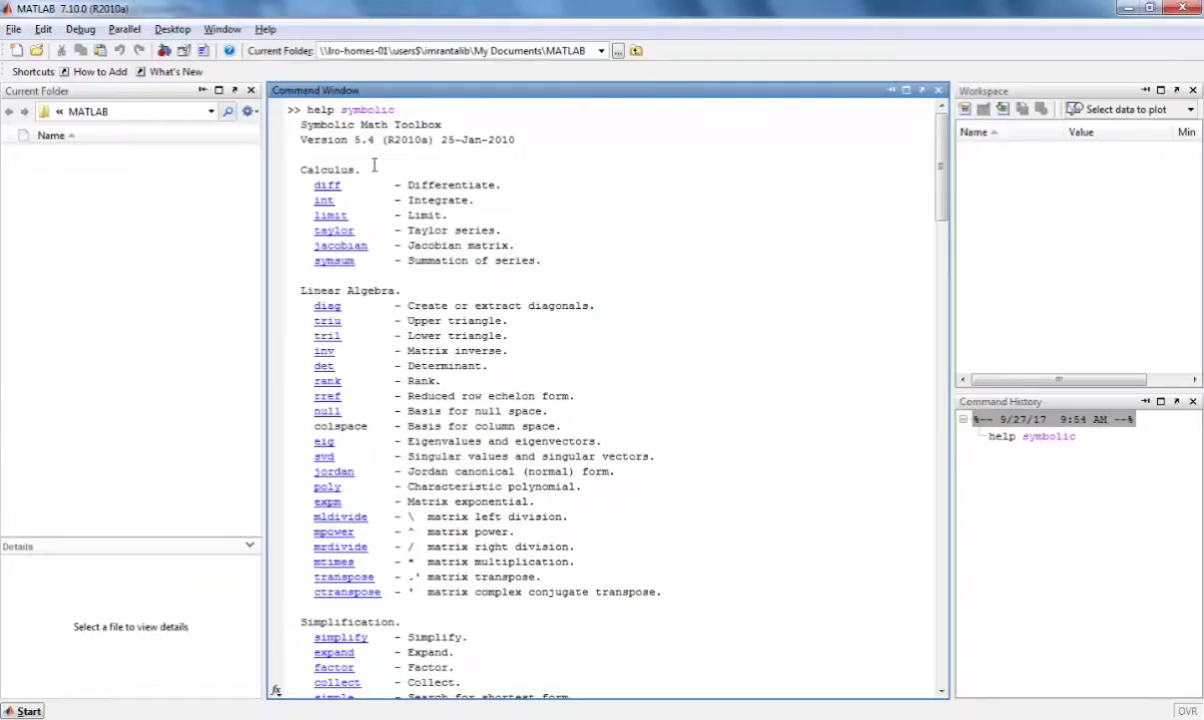 MATLAB 7.10.0 (R2010a)
File Edit Debug Parallel Desktop Window Help
Current Folder: \\lro-homes-01\users$\imrantalib\My Documents\MATLAB
Shortcuts How to Add What's New
Current Folder
« MATLAB
Name
Details
Select a file to view details
Command Window
>> help symbolic
Symbolic Math Toolbox
Version 5.4 (R2010a) 25-Jan-2010
Calculus.
diff - Differentiate.
int - Integrate.
limit - Limit.
taylor - Taylor series.
jacobian - Jacobian matrix.
symsum - Summation of series.
Linear Algebra.
diag - Create or extract diagonals.
triu - Upper triangle.
tril - Lower triangle.
inv - Matrix inverse.
det - Determinant.
rank - Rank.
rref - Reduced row echelon form.
null - Basis for null space.
colspace - Basis for column space.
eig - Eigenvalues and eigenvectors.
svd - Singular values and singular vectors.
jordan - Jordan canonical (normal) form.
poly - Characteristic polynomial.
expm - Matrix exponential.
mldivide - \ matrix left division.
mpower - ^ matrix power.
mrdivide - / matrix right division.
mtimes - * matrix multiplication.
transpose - .' matrix transpose.
ctranspose - ' matrix complex conjugate transpose.
Simplification.
simplify - Simplify.
expand - Expand.
factor - Factor.
collect - Collect.
simple - Search for shortest form
fx
Workspace
Select data to plot
Name Value Min
Command History
%-- 9/27/17 9:54 AM --%
help symbolic
Start
OVR